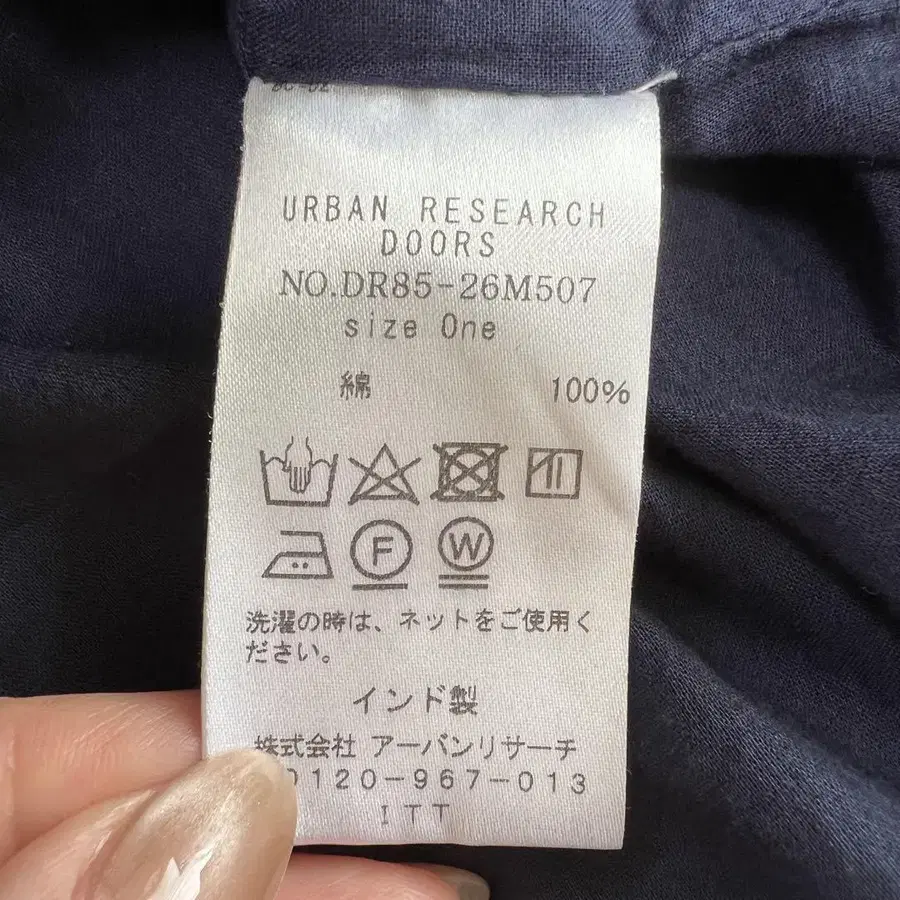 URBAN RESEARCH
DOORS
NO.DR85-26M507
size One
綿 100%
F W
洗濯の時は、ネットをご使用く
ださい。
インド製
株式会社 アーバンリサーチ
0120-967-013
ITT